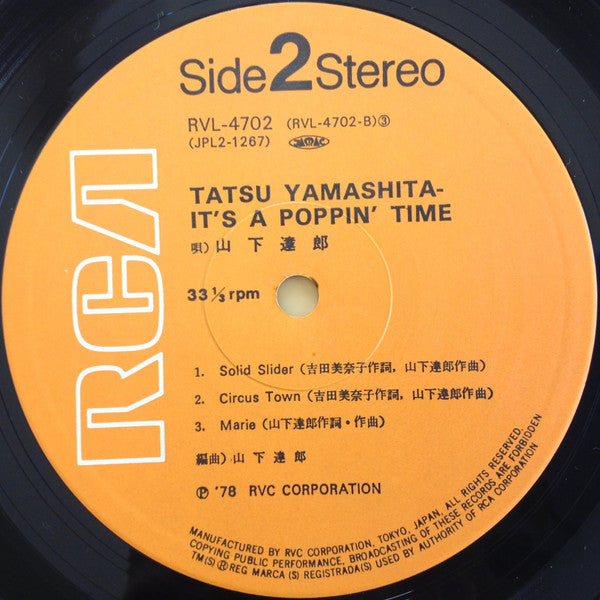 Side 2 Stereo
RVL-4702 (RVL-4702-B)③
(JPL2-1267)
RCA
TATSU YAMASHITA-
IT'S A POPPIN' TIME
唄) 山下達郎
33 1/3 rpm
1. Solid Slider (吉田美奈子作詞, 山下達郎作曲)
2. Circus Town (吉田美奈子作詞, 山下達郎作曲)
3. Maria (山下達郎作詞・作曲)
編曲) 山下達郎
Ⓟ '78 RVC CORPORATION
MANUFACTURED BY RVC CORPORATION, TOKYO, JAPAN. ALL RIGHTS RESERVED.
COPYING PUBLIC PERFORMANCE, BROADCASTING OF THESE RECORDS ARE FORBIDDEN
TM(S) ® REG MARCA(S) REGISTRADA(S) USED BY AUTHORITY OF RCA CORPORATION